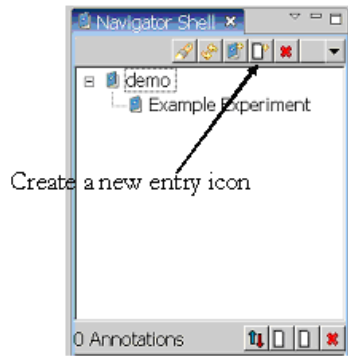 Navigator Shell
demo
Example Experiment
Create a new entry icon
0 Annotations